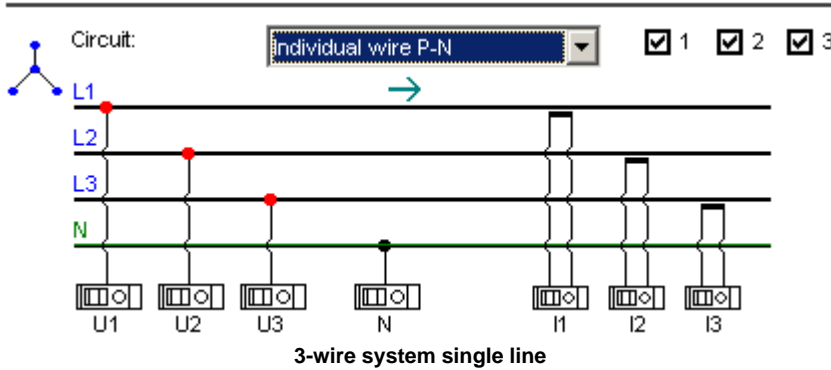 Circuit: Individual wire P-N 1 2 3
L1
L2
L3
N
U1 U2 U3 N I1 I2 I3
3-wire system single line